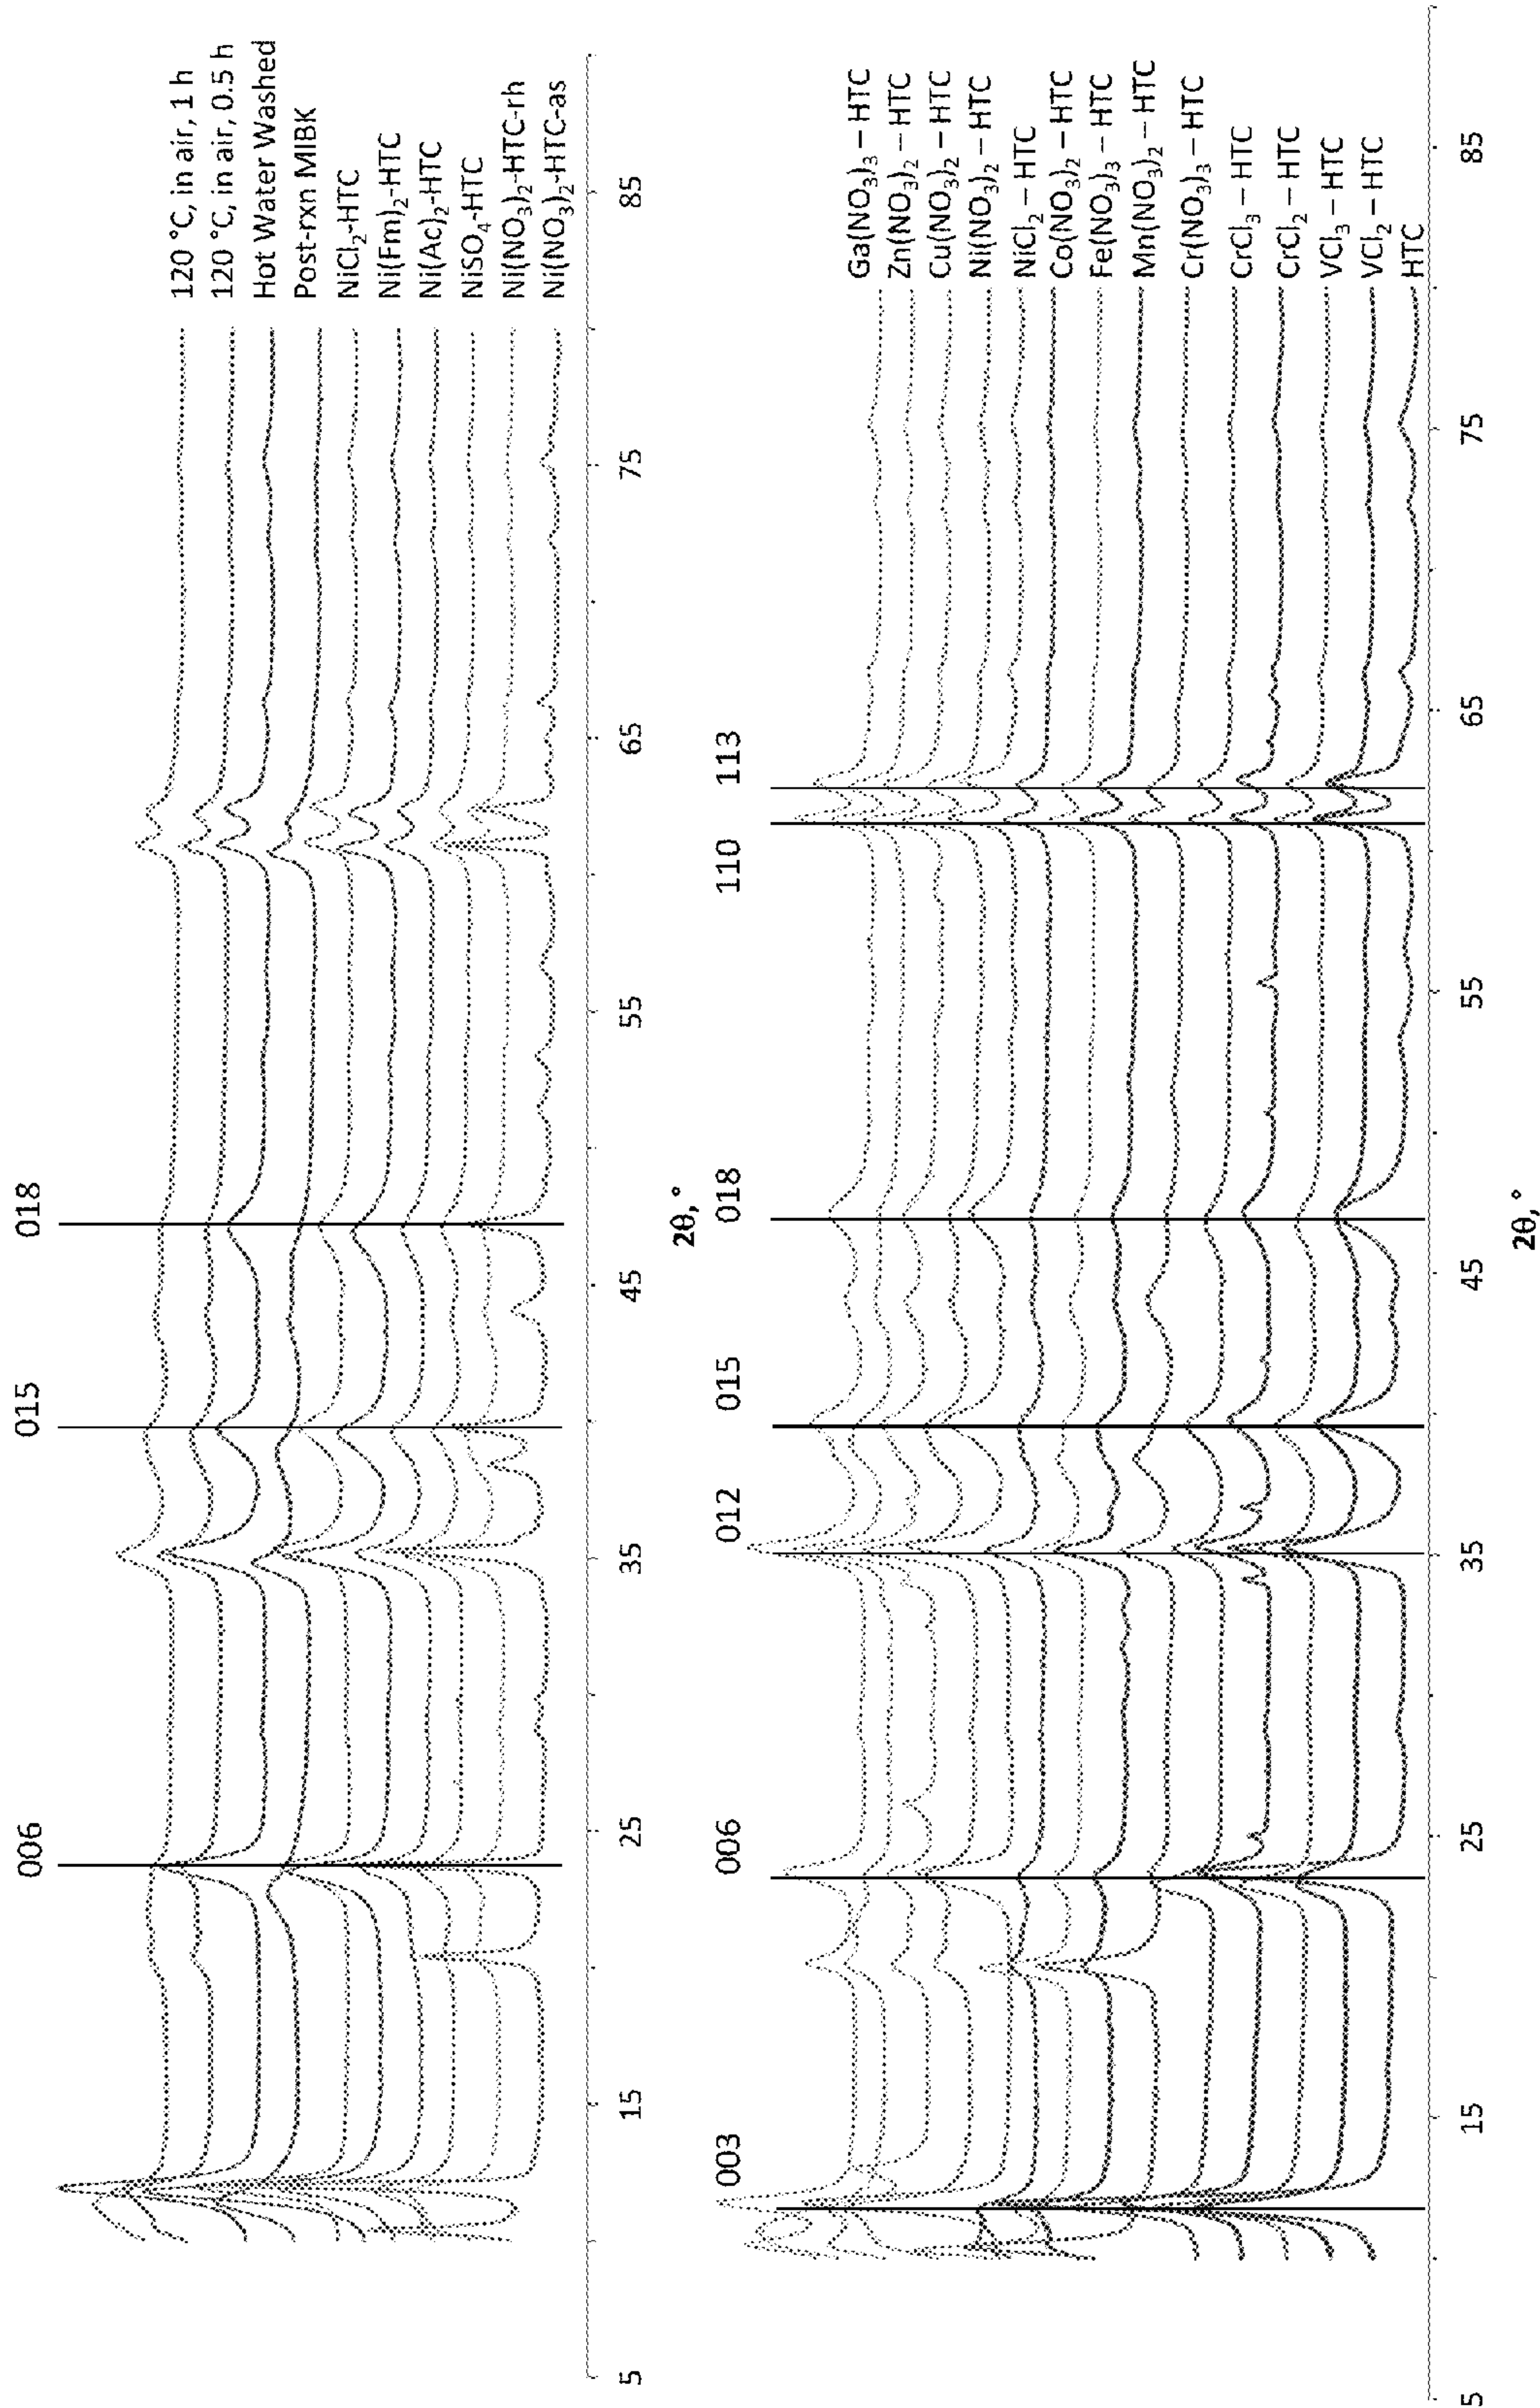 006
015
018
120 °C, in air, 1 h
120 °C, in air, 0.5 h
Hot Water Washed
Post-rxn MIBK
NiCl₂-HTC
Ni(Fm)₂-HTC
Ni(Ac)₂-HTC
NiSO₄-HTC
Ni(NO₃)₂-HTC-rh
Ni(NO₃)₂-HTC-as
5 15 25 35 45 55 65 75 85
2θ, °
003 006 012 015 018 110 113
Ga(NO₃)₃ – HTC
Zn(NO₃)₂ – HTC
Cu(NO₃)₂ – HTC
Ni(NO₃)₂ – HTC
NiCl₂ – HTC
Co(NO₃)₂ – HTC
Fe(NO₃)₃ – HTC
Mn(NO₃)₂ – HTC
Cr(NO₃)₃ – HTC
CrCl₃ – HTC
CrCl₂ – HTC
VCl₃ – HTC
VCl₂ – HTC
HTC
5 15 25 35 45 55 65 75 85
2θ, °